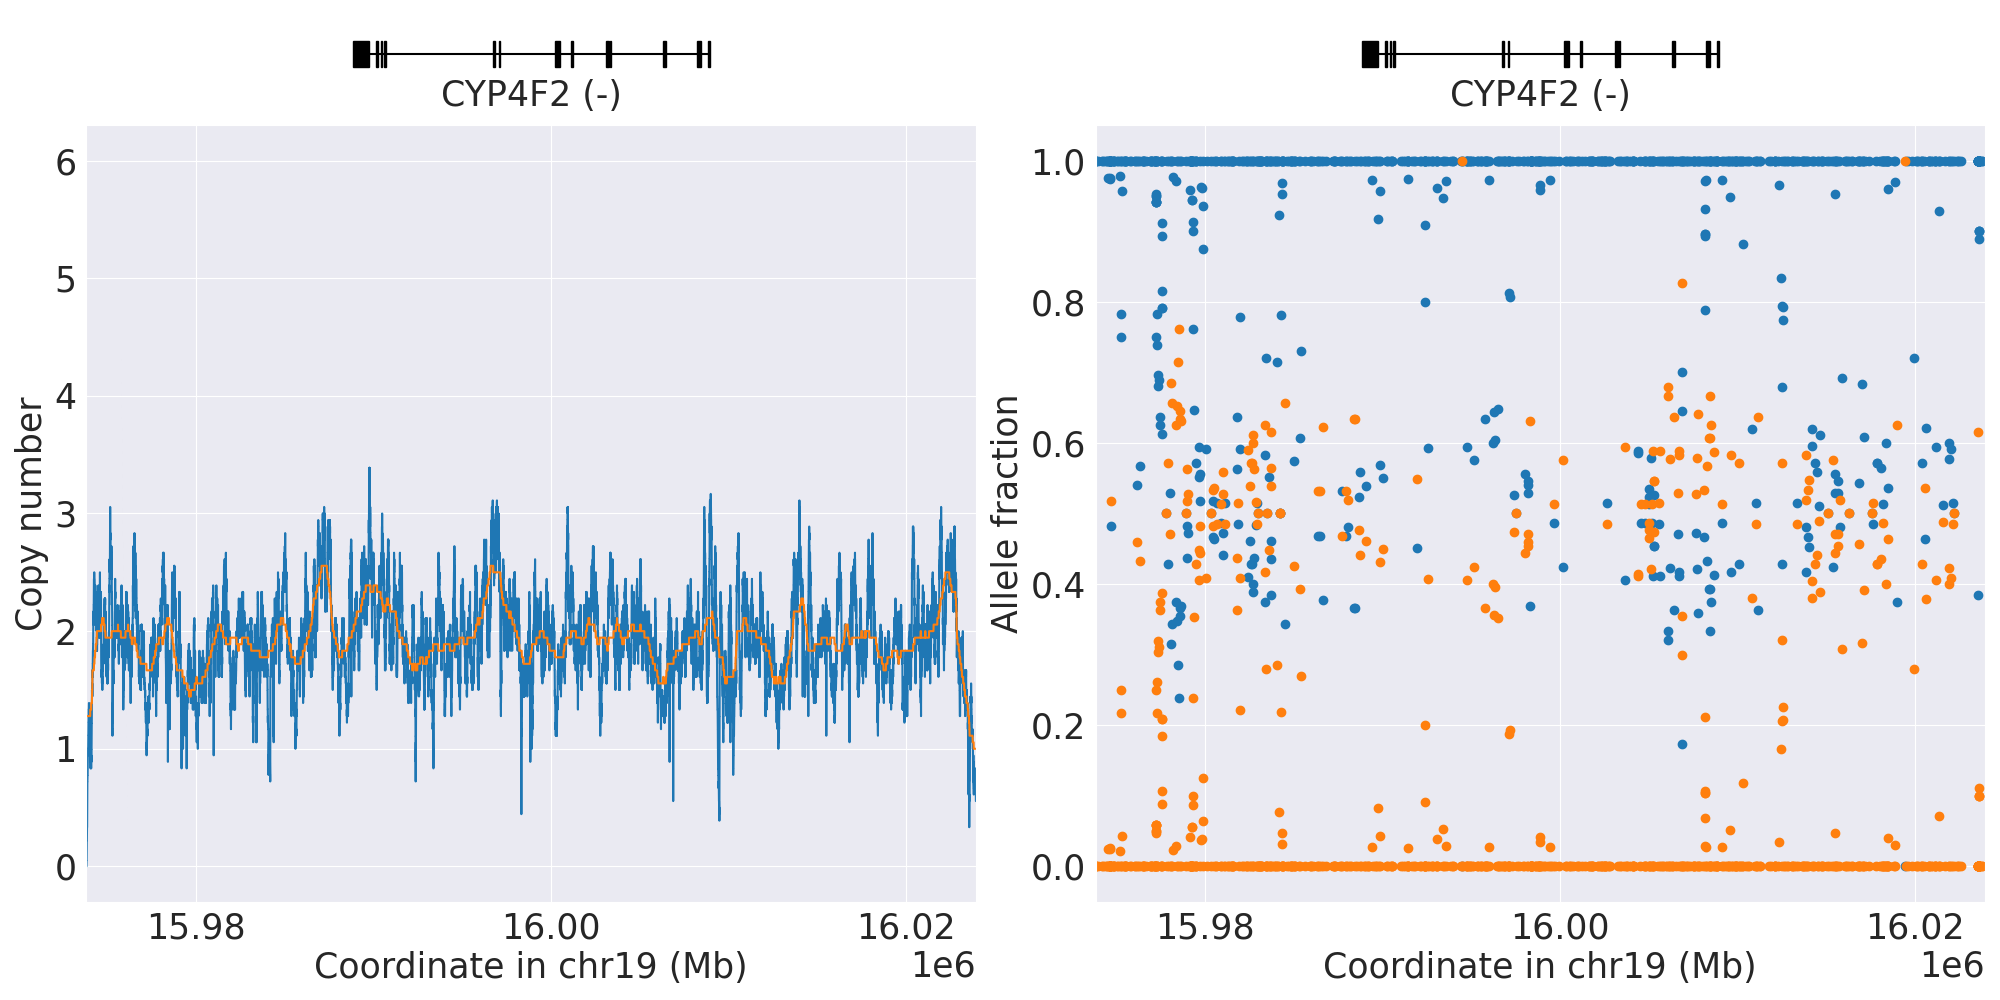 CYP4F2 (-)
Copy number
6
5
4
3
2
1
0
15.98
16.00
16.02
Coordinate in chr19 (Mb)
1e6
CYP4F2 (-)
Allele fraction
1.0
0.8
0.6
0.4
0.2
0.0
15.98
16.00
16.02
Coordinate in chr19 (Mb)
1e6